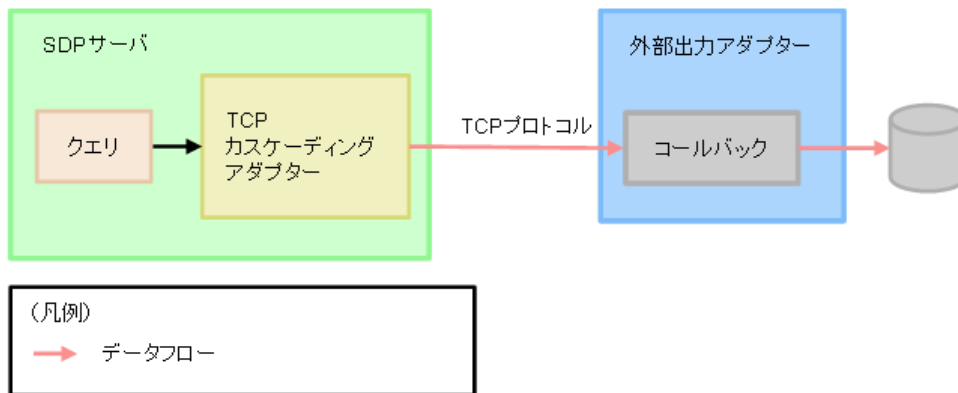 SDPサーバ
外部出力アダプター
クエリ
TCP
カスケーディング
アダプター
TCPプロトコル
コールバック
(凡例)
データフロー